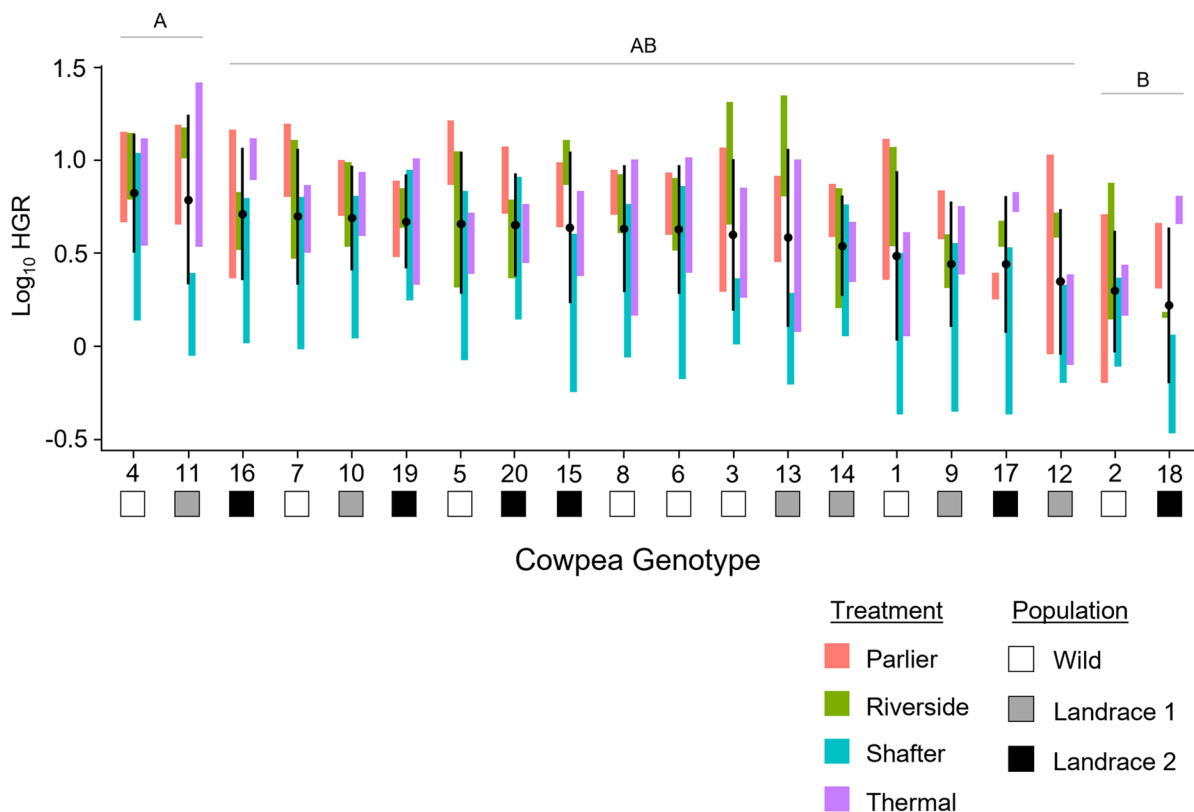 A
AB
B
Log10 HGR
1.5
1.0
0.5
0
-0.5
4 11 16 7 10 19 5 20 15 8 6 3 13 14 1 9 17 12 2 18
Cowpea Genotype
Treatment
Parlier
Riverside
Shafter
Thermal
Population
Wild
Landrace 1
Landrace 2